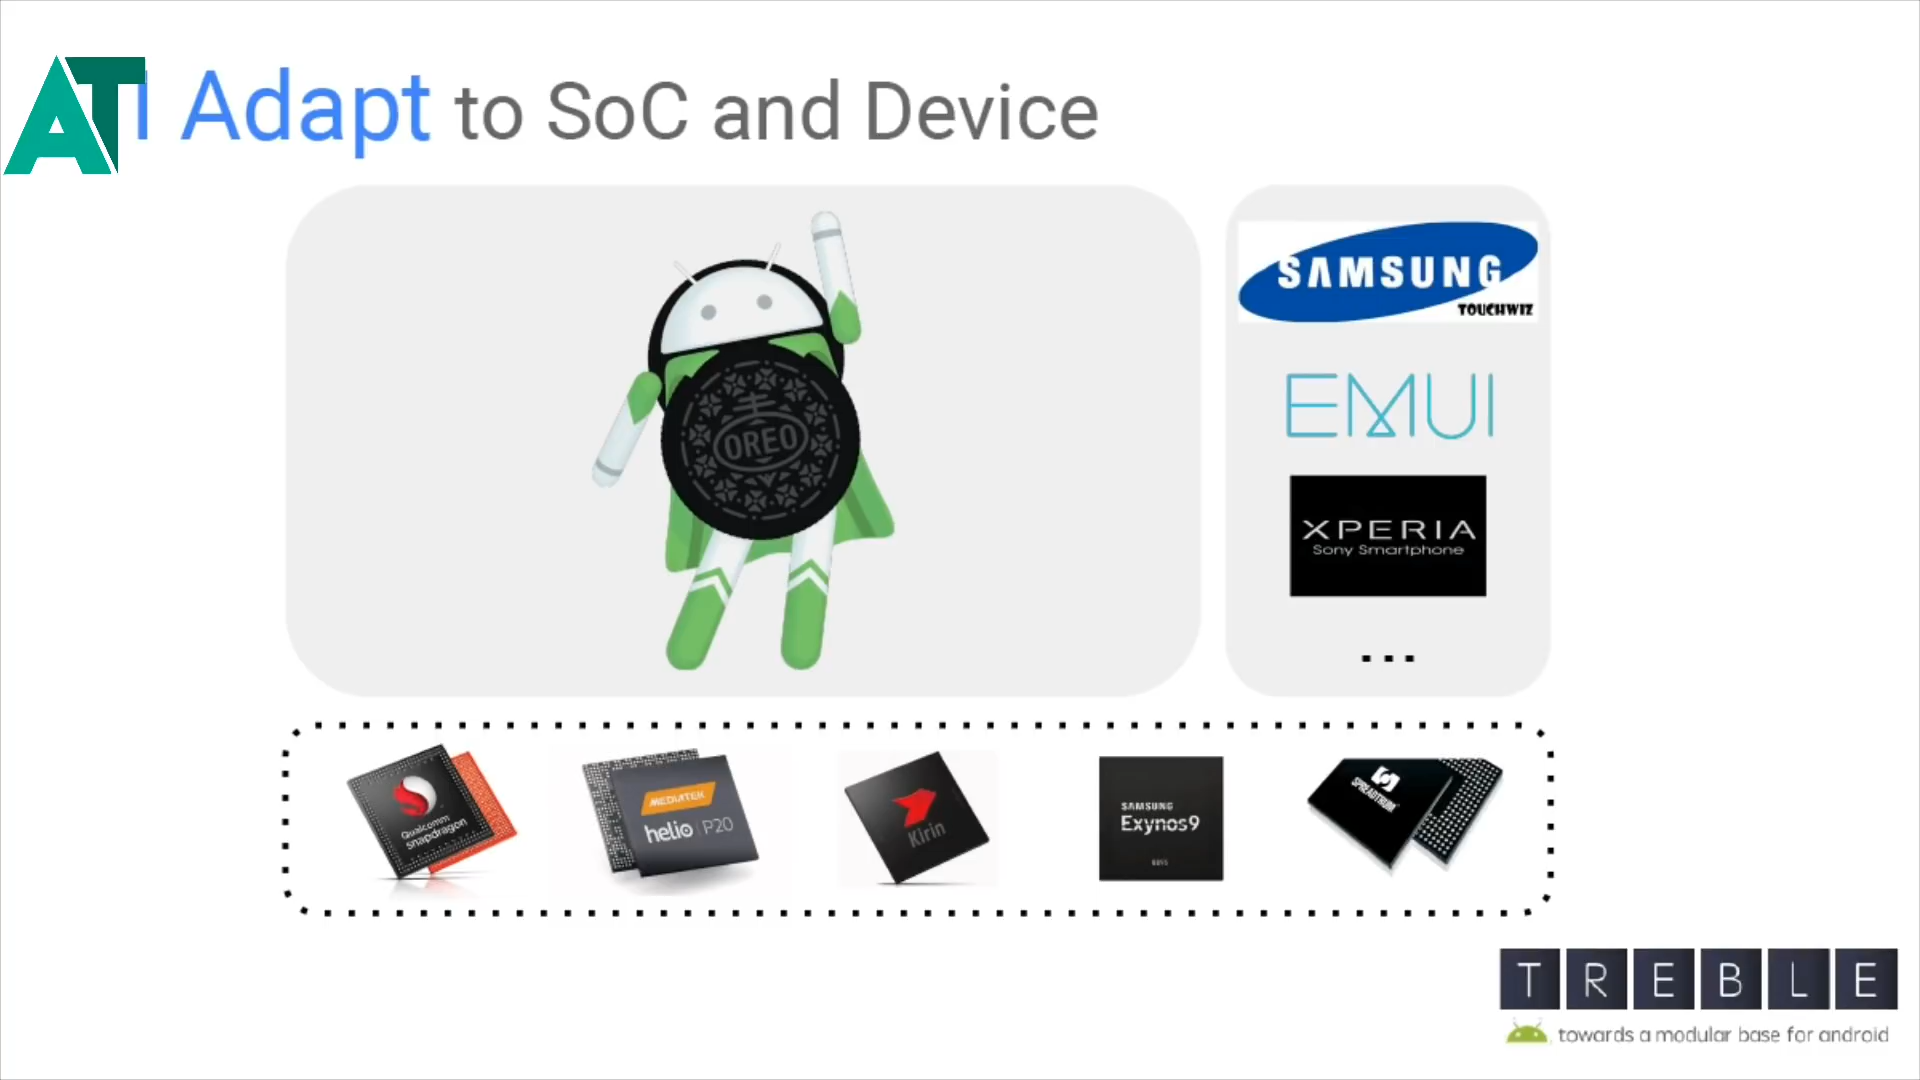 AT
Adapt to SoC and Device
SAMSUNG
TOUCHWIZ
EMUI
OREO
XPERIA
Sony Smartphone
...
Qualcomm
snapdragon
MEDIATEK
helio P20
Kirin
SAMSUNG
Exynos9
SPREADTRUM
TREBLE
towards a modular base for android